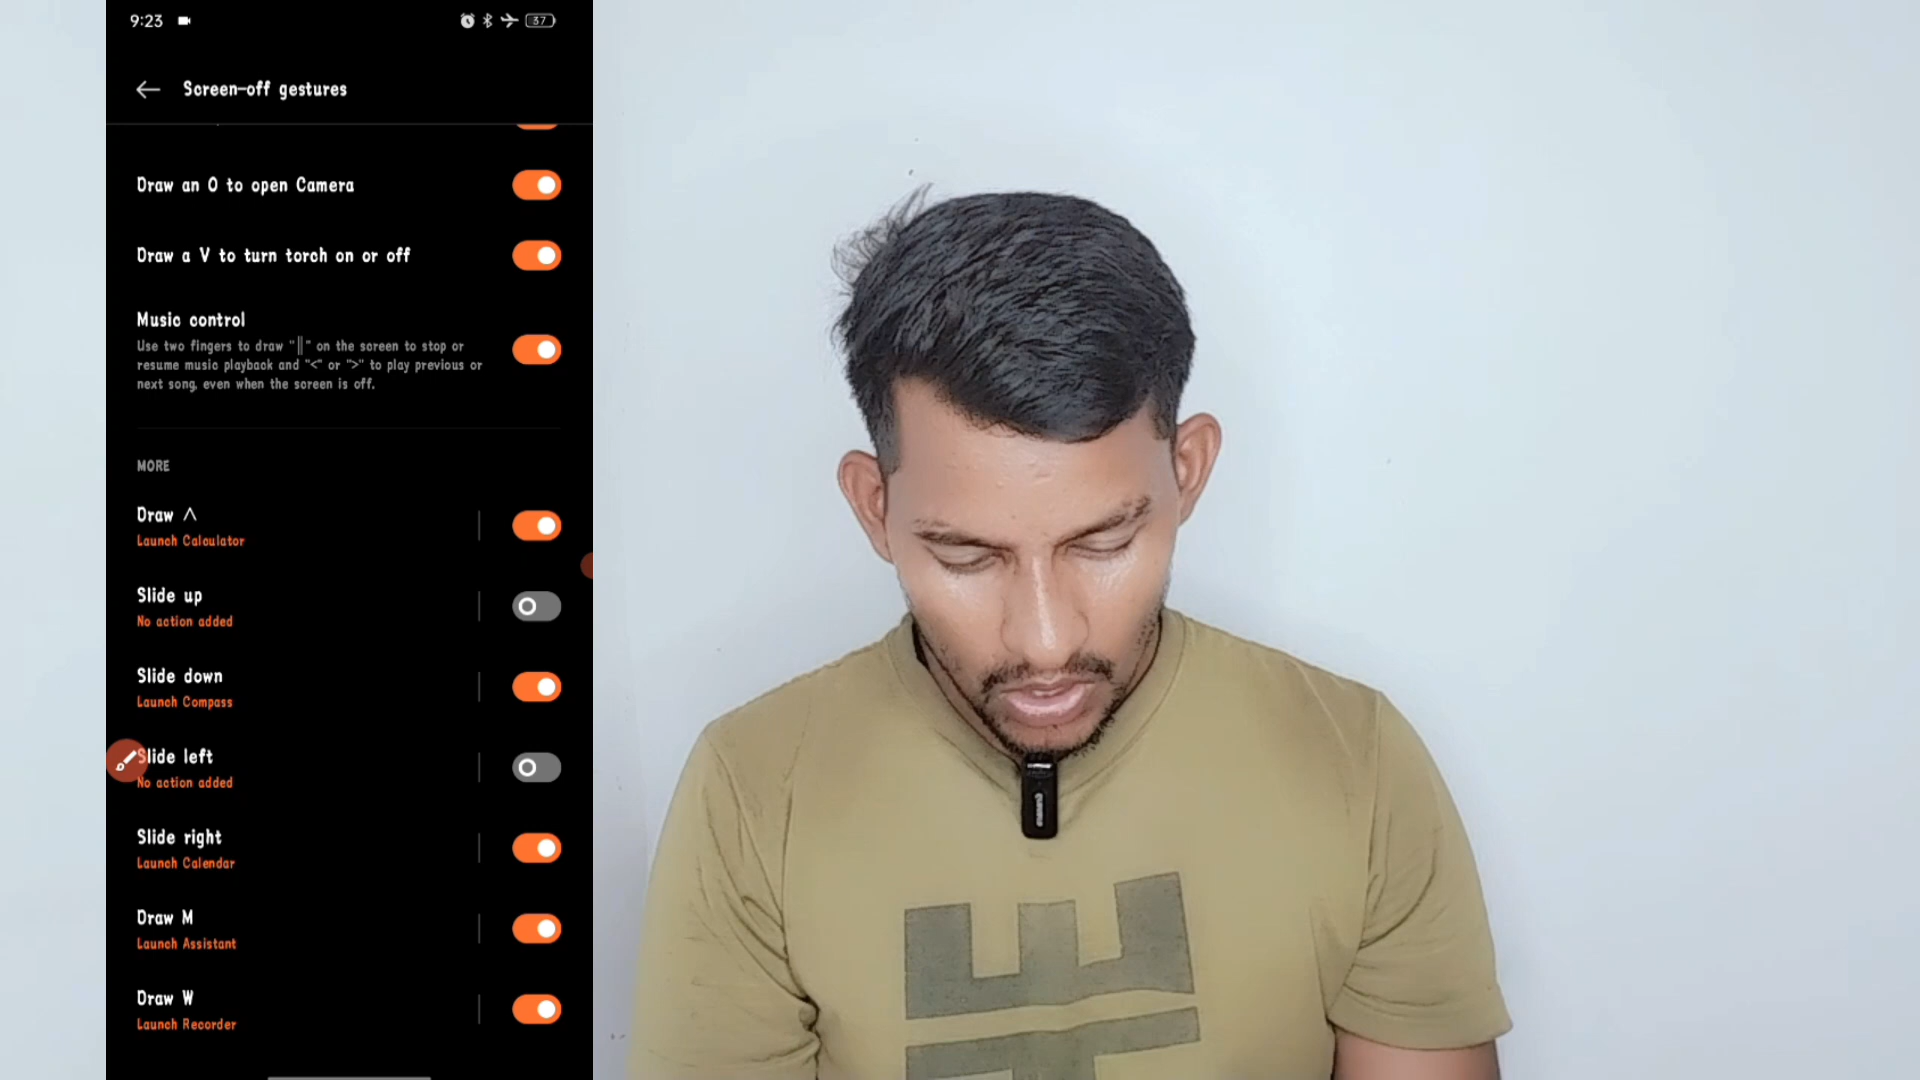 9:23
37
Screen-off gestures
Draw an O to open Camera
Draw a V to turn torch on or off
Music control
Use two fingers to draw "||" on the screen to stop or
resume music playback and "<" or ">" to play previous or
next song, even when the screen is off.
MORE
Draw ^
Launch Calculator
Slide up
No action added
Slide down
Launch Compass
Slide left
No action added
Slide right
Launch Calendar
Draw M
Launch Assistant
Draw W
Launch Recorder